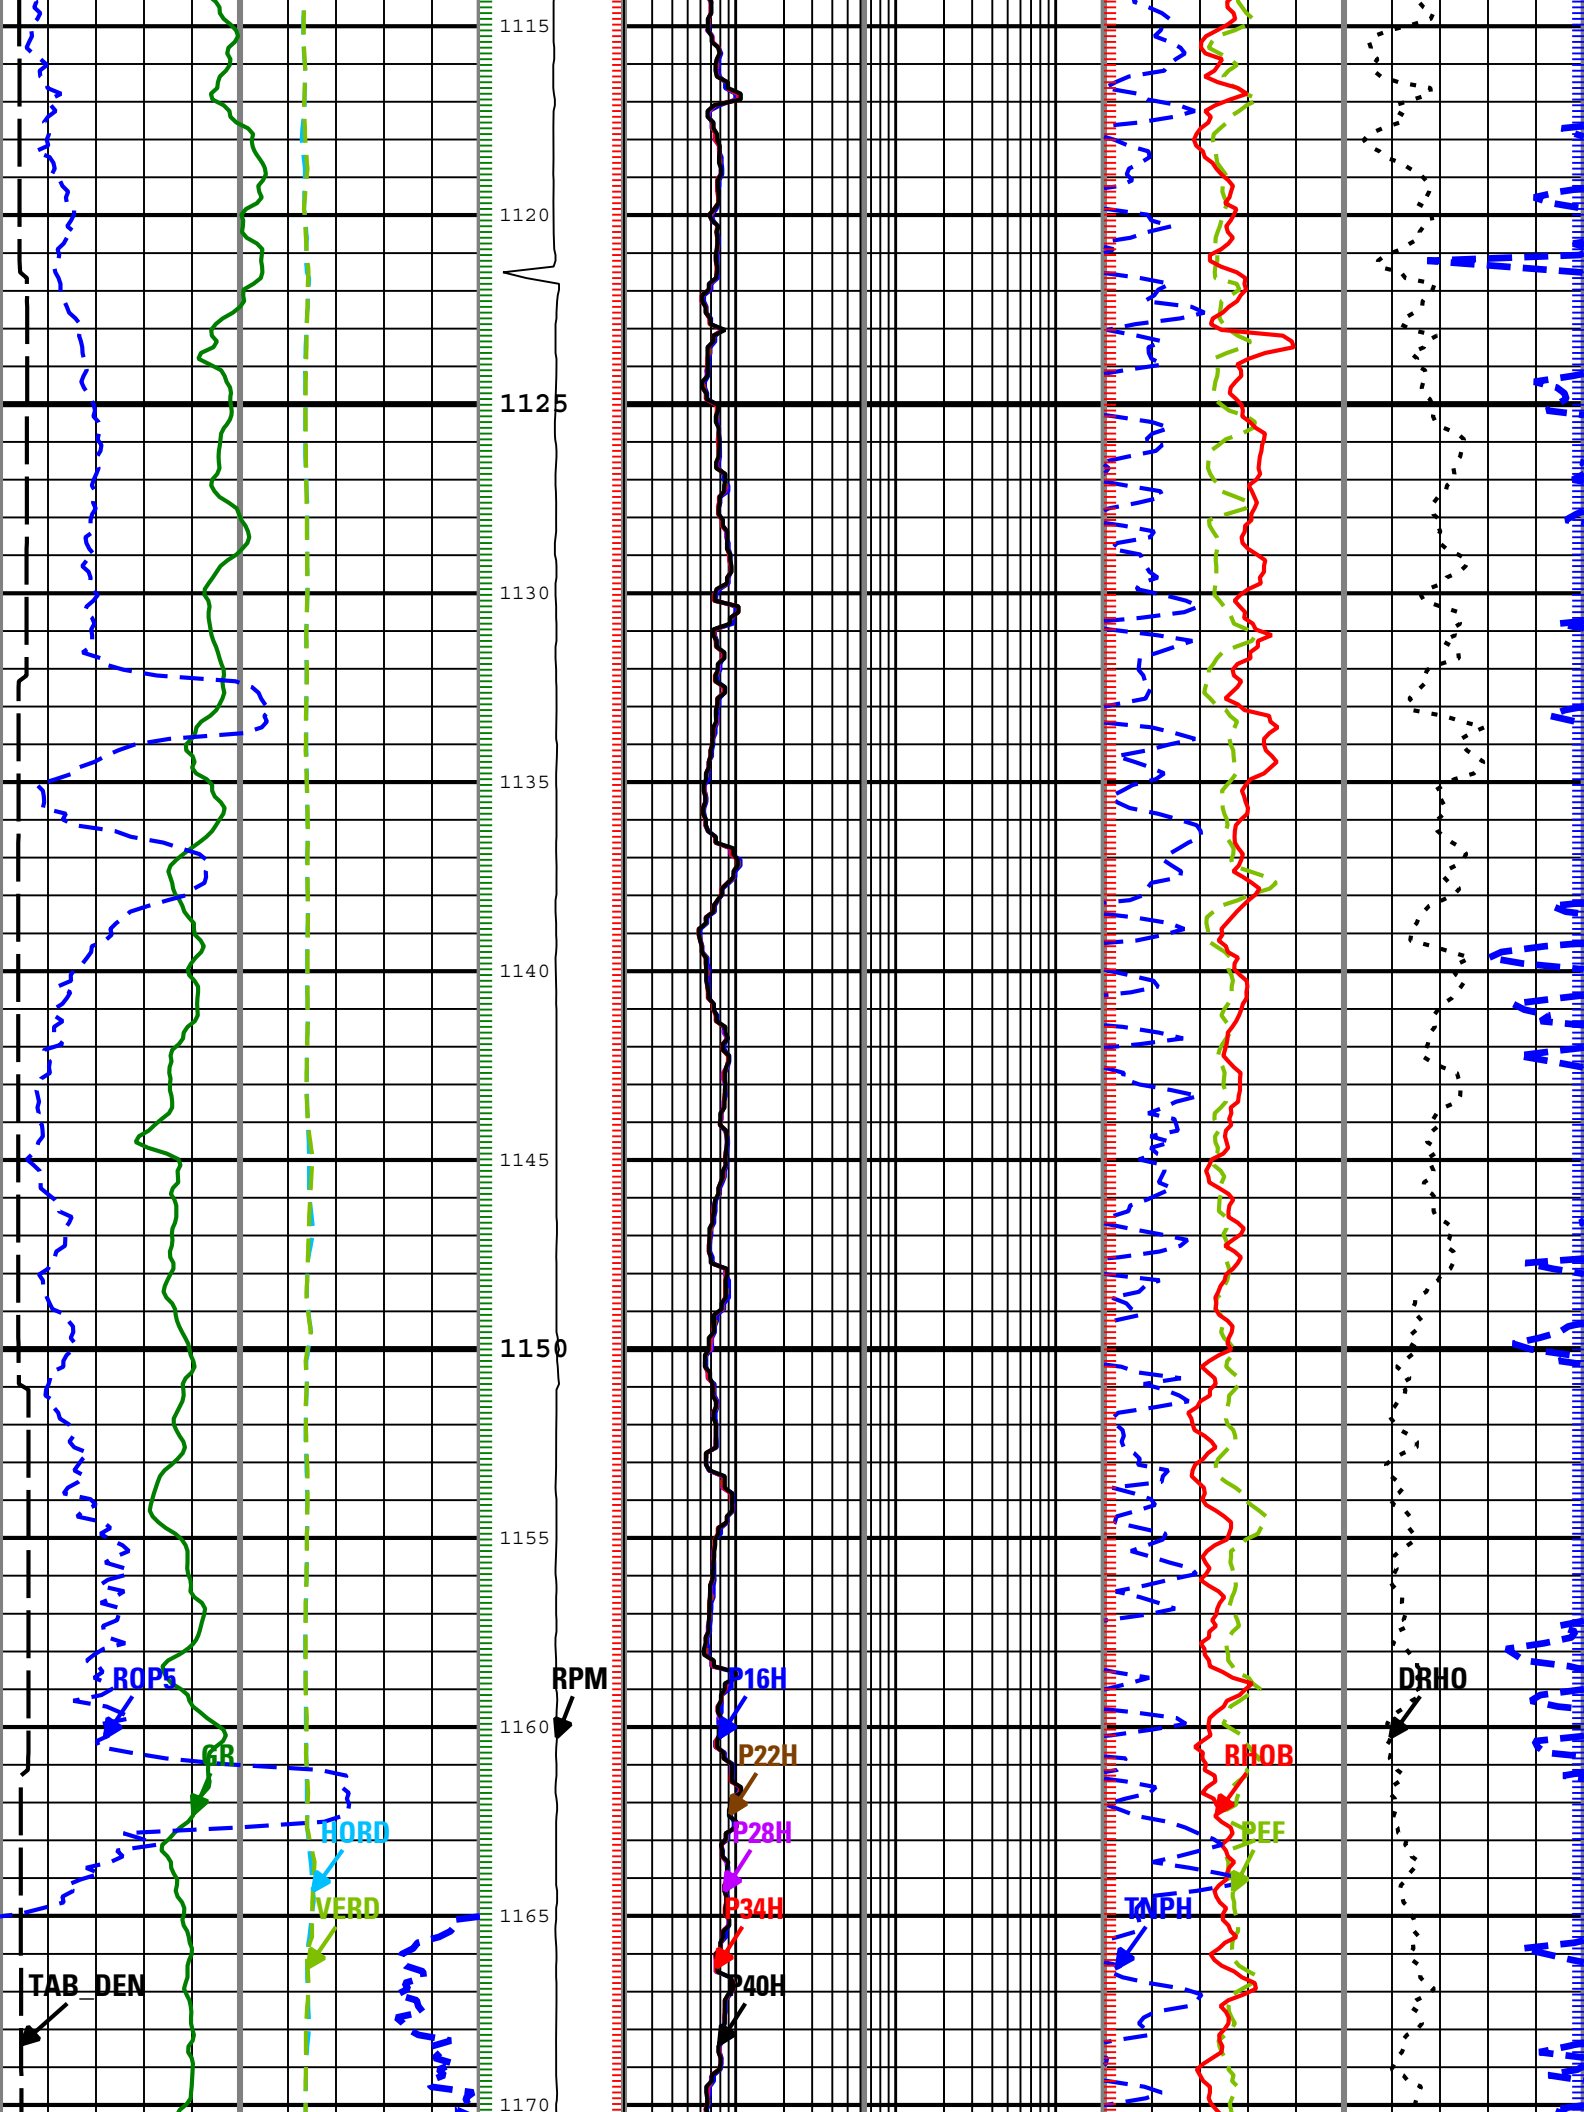 1115
1120
1125
1130
1135
1140
1145
1150
1155
ROP5
RPM
P16H
DRHO
1160
GR
P22H
RHOB
HORD
P28H
PEF
VERD
1165
P34H
TNPH
TAB_DEN
P40H
1170